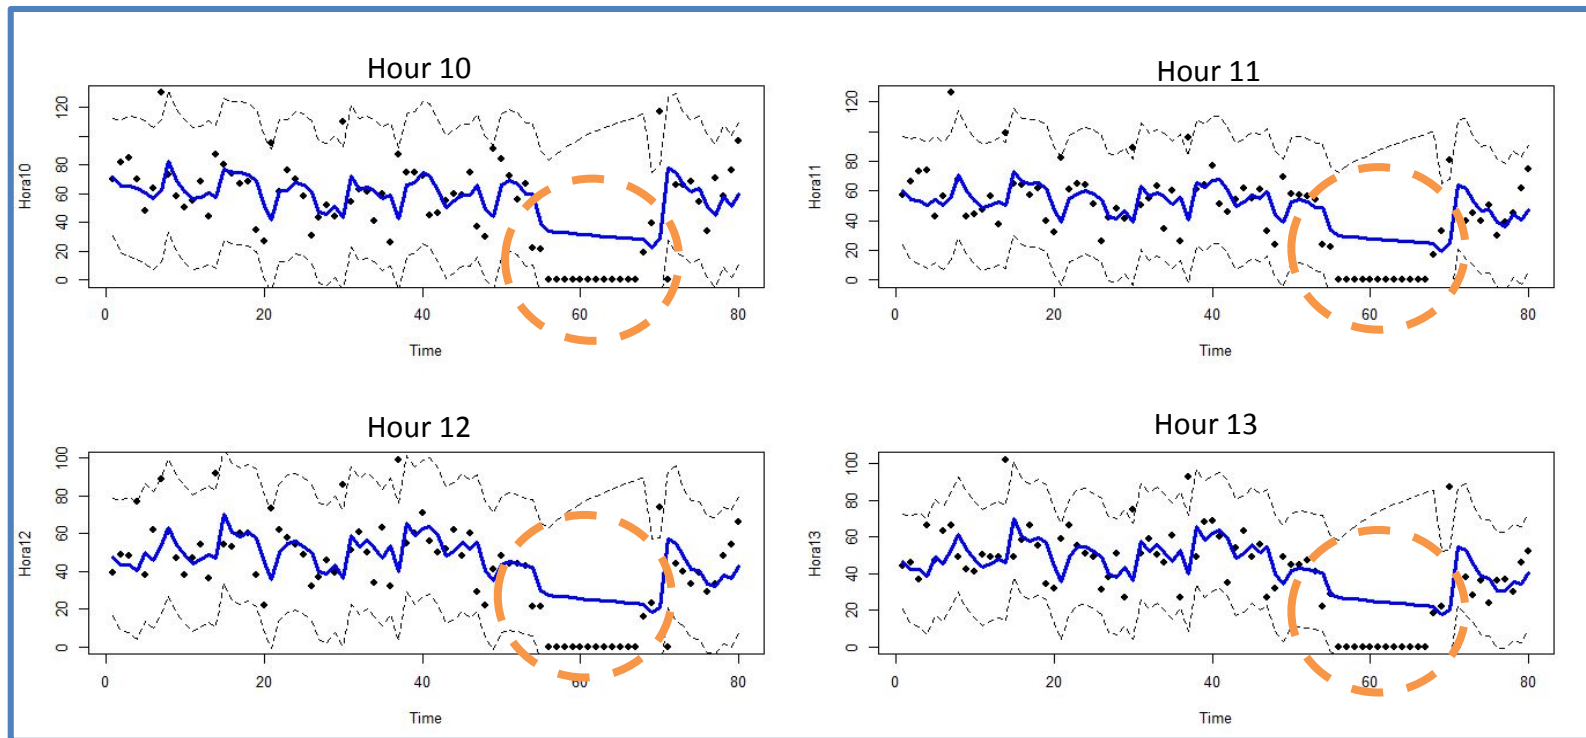 Hour 10
Hora10
0 20 40 60 80 120
0 20 40 60 80
Time
Hour 11
Hora11
0 20 40 60 80 120
0 20 40 60 80
Time
Hour 12
Hora12
0 20 40 60 80 100
0 20 40 60 80
Time
Hour 13
Hora13
0 20 40 60 80 100
0 20 40 60 80
Time